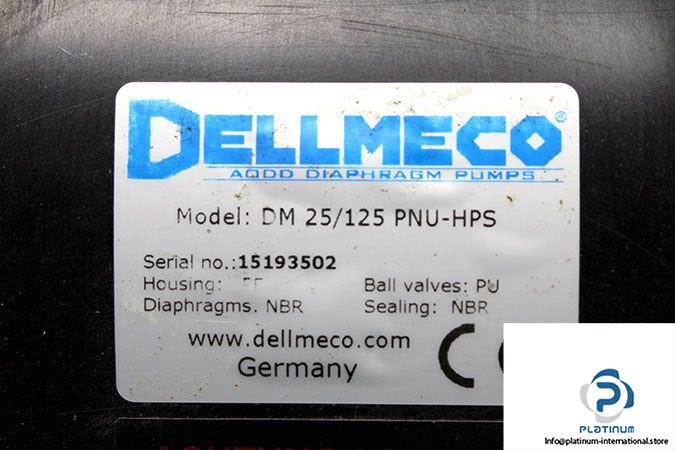 DELLMECO®
AODD DIAPHRAGM PUMPS
Model: DM 25/125 PNU-HPS
Serial no.:15193502
Housing:
Ball valves: PU
Diaphragms. NBR
Sealing: NBR
www.dellmeco.com
Germany
PLATINUM
Info@platinum-international.store